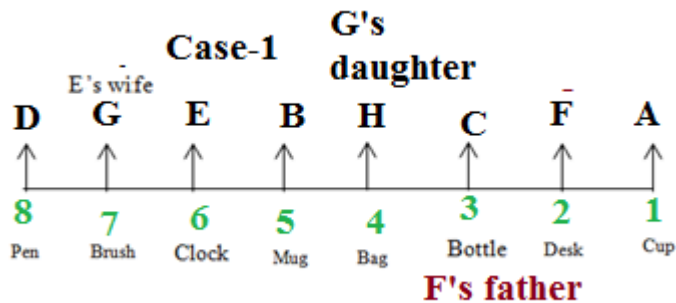 Case-1 G's
daughter
E's wife
D G E B H C F A
8 7 6 5 4 3 2 1
Pen Brush Clock Mug Bag Bottle Desk Cup
F's father